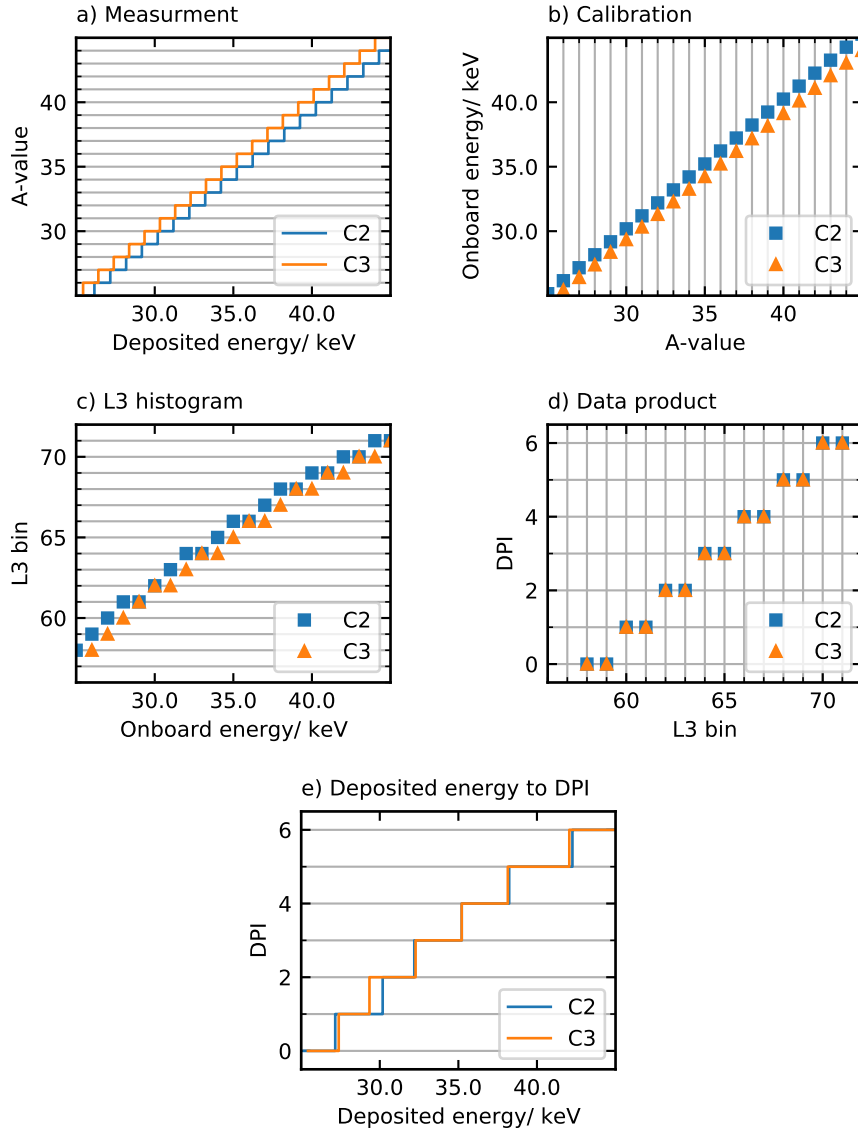 a) Measurment
A-value
40
35
30
C2
C3
30.0 35.0 40.0
Deposited energy/ keV
b) Calibration
Onboard energy/ keV
40.0
35.0
30.0
C2
C3
30 35 40
A-value
c) L3 histogram
L3 bin
70
65
60
C2
C3
30.0 35.0 40.0
Onboard energy/ keV
d) Data product
DPI
6
4
2
0
C2
C3
60 65 70
L3 bin
e) Deposited energy to DPI
DPI
6
4
2
0
C2
C3
30.0 35.0 40.0
Deposited energy/ keV